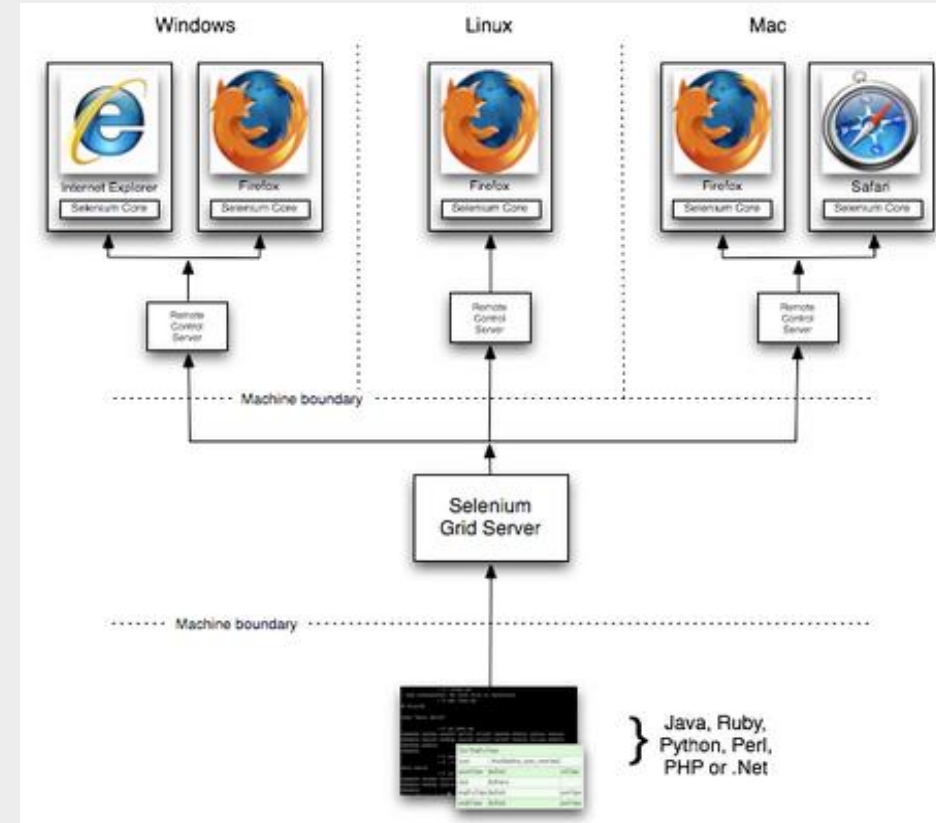 Windows
Linux
Mac
Internet Explorer
Selenium Core
Firefox
Selenium Core
Firefox
Selenium Core
Firefox
Selenium Core
Safari
Selenium Core
Remote
Control
Server
Remote
Control
Server
Remote
Control
Server
Machine boundary
Selenium
Grid Server
Machine boundary
Java, Ruby,
Python, Perl,
PHP or .Net